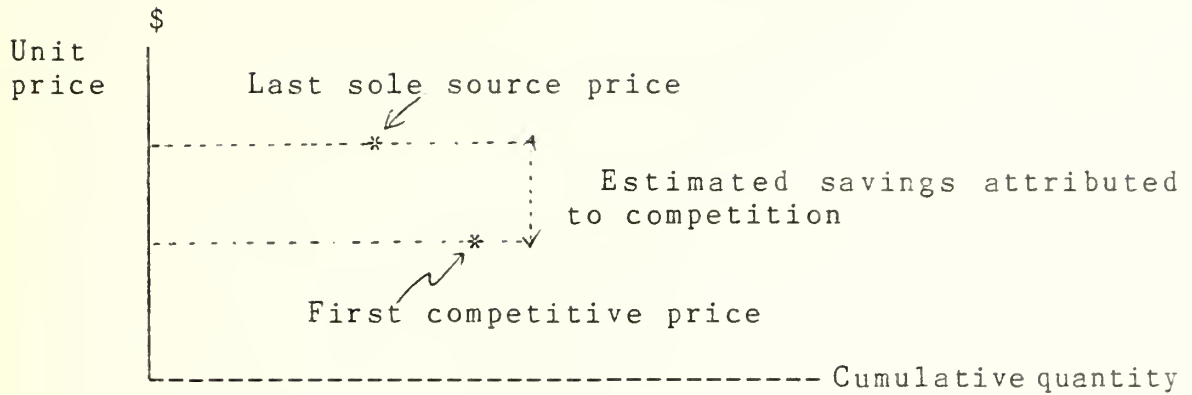 $
Unit
price
Last sole source price
Estimated savings attributed
to competition
First competitive price
Cumulative quantity